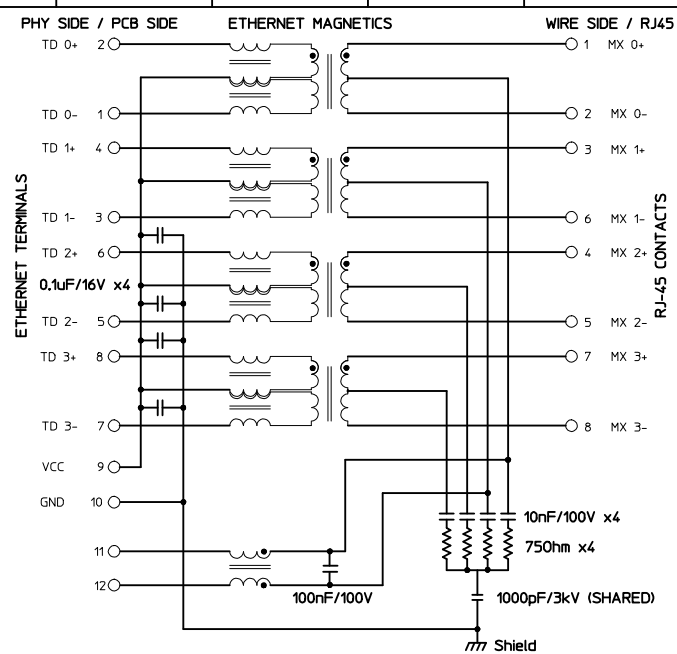 PHY SIDE / PCB SIDE ETHERNET MAGNETICS WIRE SIDE / RJ45
TD 0+ 2 1 MX 0+
TD 0- 1 2 MX 0-
TD 1+ 4 3 MX 1+
TD 1- 3 6 MX 1-
TD 2+ 6 4 MX 2+
0.1uF/16V x4
TD 2- 5 5 MX 2-
TD 3+ 8 7 MX 3+
TD 3- 7 8 MX 3-
ETHERNET TERMINALS
RJ-45 CONTACTS
VCC 9
GND 10
11
12
10nF/100V x4
75Ohm x4
100nF/100V
1000pF/3kV (SHARED)
Shield